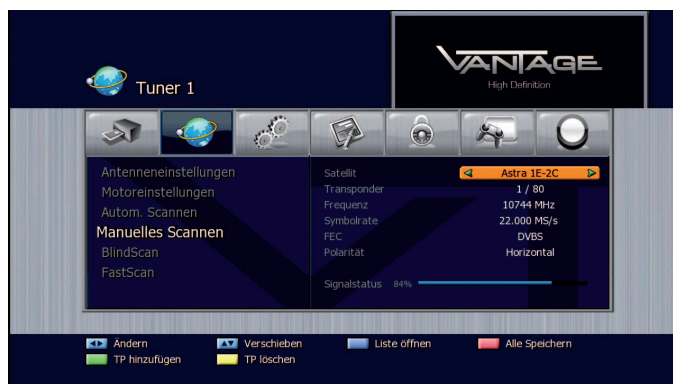 VANTAGE
High Definition
Tuner 1
Antenneneinstellungen
Motoreinstellungen
Autom. Scannen
Manuelles Scannen
BlindScan
FastScan
Satellit Astra 1E-2C
Transponder 1 / 80
Frequenz 10744 MHz
Symbolrate 22.000 MS/s
FEC DVBS
Polarität Horizontal
Signalstatus 84%
Ändern Verschieben Liste öffnen Alle Speichern
TP hinzufügen TP löschen